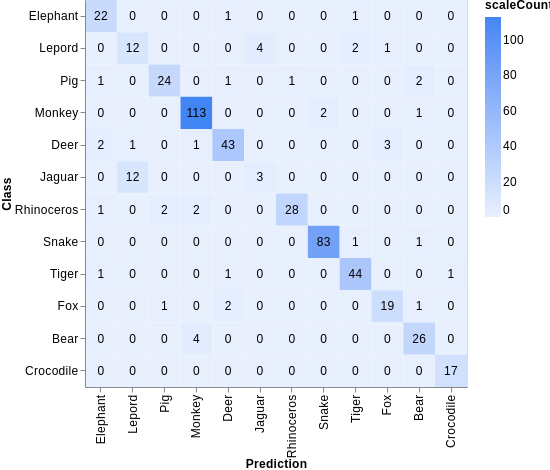 scaleCount
Elephant 22 0 0 0 1 0 0 0 1 0 0 0
Lepord 0 12 0 0 0 4 0 0 2 1 0 0
Pig 1 0 24 0 1 0 1 0 0 0 2 0
Monkey 0 0 0 113 0 0 0 2 0 0 1 0
Deer 2 1 0 1 43 0 0 0 0 3 0 0
Jaguar 0 12 0 0 0 3 0 0 0 0 0 0
Rhinoceros 1 0 2 2 0 0 28 0 0 0 0 0
Snake 0 0 0 0 0 0 0 83 1 0 1 0
Tiger 1 0 0 0 1 0 0 0 44 0 0 1
Fox 0 0 1 0 2 0 0 0 0 19 1 0
Bear 0 0 0 4 0 0 0 0 0 0 26 0
Crocodile 0 0 0 0 0 0 0 0 0 0 0 17
Class
Elephant Lepord Pig Monkey Deer Jaguar Rhinoceros Snake Tiger Fox Bear Crocodile
Prediction
100
80
60
40
20
0